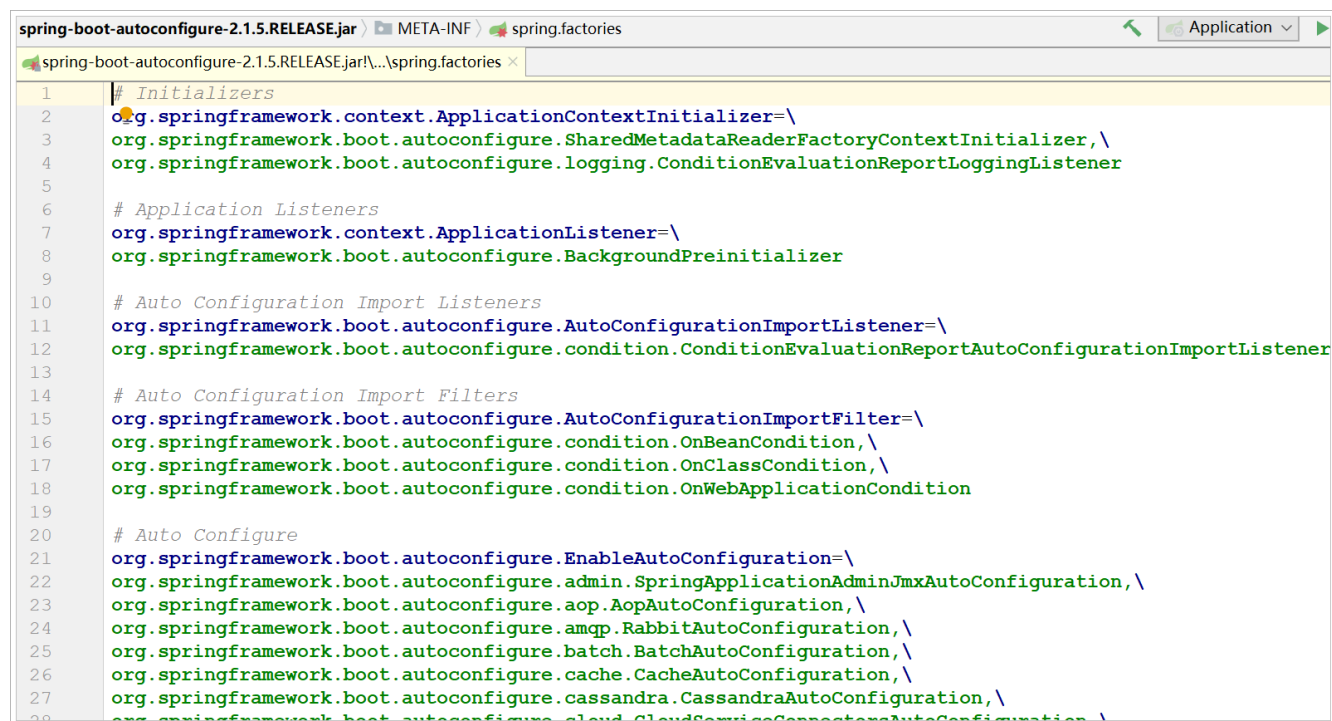 spring-boot-autoconfigure-2.1.5.RELEASE.jar META-INF spring.factories Application
spring-boot-autoconfigure-2.1.5.RELEASE.jar!\...\spring.factories
1 # Initializers
2 org.springframework.context.ApplicationContextInitializer=\
3 org.springframework.boot.autoconfigure.SharedMetadataReaderFactoryContextInitializer,\
4 org.springframework.boot.autoconfigure.logging.ConditionEvaluationReportLoggingListener
5
6 # Application Listeners
7 org.springframework.context.ApplicationListener=\
8 org.springframework.boot.autoconfigure.BackgroundPreinitializer
9
10 # Auto Configuration Import Listeners
11 org.springframework.boot.autoconfigure.AutoConfigurationImportListener=\
12 org.springframework.boot.autoconfigure.condition.ConditionEvaluationReportAutoConfigurationImportListener
13
14 # Auto Configuration Import Filters
15 org.springframework.boot.autoconfigure.AutoConfigurationImportFilter=\
16 org.springframework.boot.autoconfigure.condition.OnBeanCondition,\
17 org.springframework.boot.autoconfigure.condition.OnClassCondition,\
18 org.springframework.boot.autoconfigure.condition.OnWebApplicationCondition
19
20 # Auto Configure
21 org.springframework.boot.autoconfigure.EnableAutoConfiguration=\
22 org.springframework.boot.autoconfigure.admin.SpringApplicationAdminJmxAutoConfiguration,\
23 org.springframework.boot.autoconfigure.aop.AopAutoConfiguration,\
24 org.springframework.boot.autoconfigure.amqp.RabbitAutoConfiguration,\
25 org.springframework.boot.autoconfigure.batch.BatchAutoConfiguration,\
26 org.springframework.boot.autoconfigure.cache.CacheAutoConfiguration,\
27 org.springframework.boot.autoconfigure.cassandra.CassandraAutoConfiguration,\
28 org.springframework.boot.autoconfigure.cloud.CloudServiceConnectorsAutoConfiguration,\